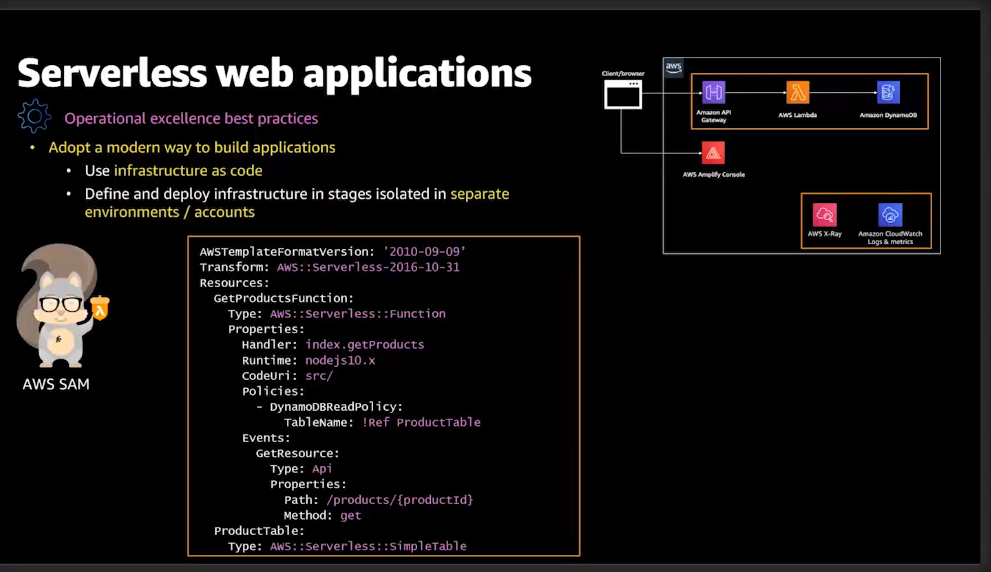 Serverless web applications
Operational excellence best practices
• Adopt a modern way to build applications
• Use infrastructure as code
• Define and deploy infrastructure in stages isolated in separate
environments / accounts
AWS SAM
AWSTemplateFormatVersion: '2010-09-09’
Transform: AWS::Serverless-2016-10-31
Resources:
  GetProductsFunction:
    Type: AWS::Serverless::Function
    Properties:
      Handler: index.getProducts
      Runtime: nodejs10.x
      CodeUri: src/
      Policies:
        - DynamoDBReadPolicy:
            TableName: !Ref ProductTable
      Events:
        GetResource:
          Type: Api
          Properties:
            Path: /products/{productId}
            Method: get
  ProductTable:
    Type: AWS::Serverless::SimpleTable
Client/browser
aws
Amazon API
Gateway
AWS Lambda
Amazon DynamoDB
AWS Amplify Console
AWS X-Ray
Amazon CloudWatch
Logs & metrics